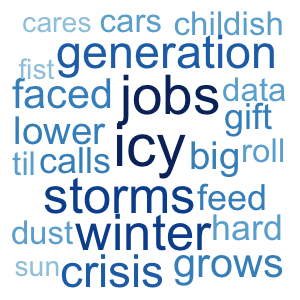 cares cars childish
generation
fist
faced jobs data
gift
lower icy
til calls big roll
storms feed
dust winter hard
sun crisis grows